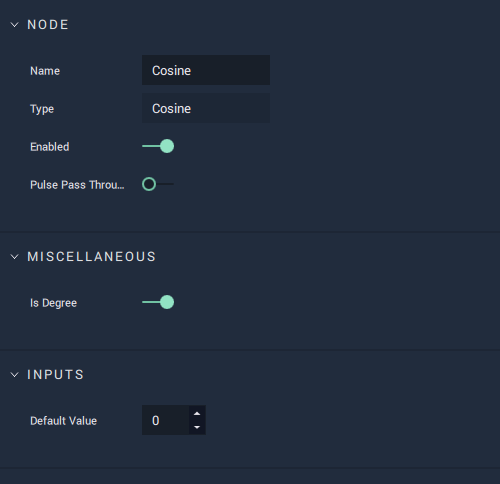 NODE
Name Cosine
Type Cosine
Enabled
Pulse Pass Throu...
MISCELLANEOUS
Is Degree
INPUTS
Default Value 0